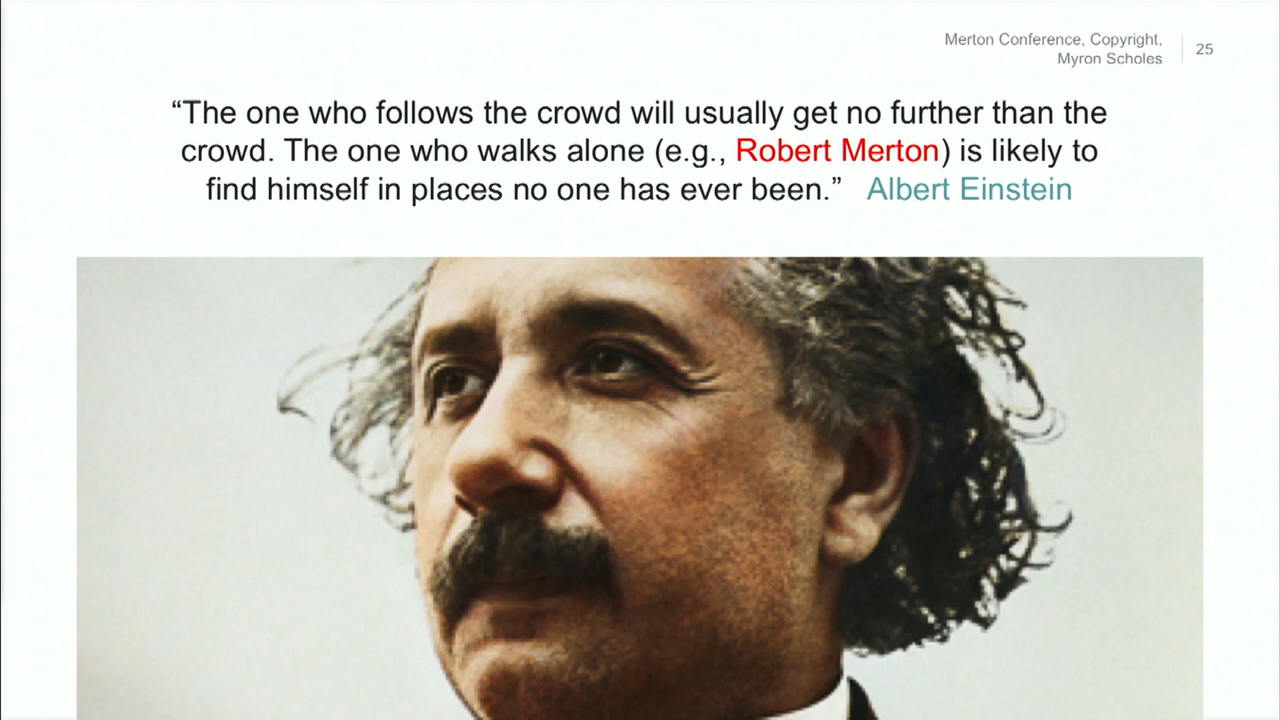 Merton Conference, Copyright,
Myron Scholes
25
“The one who follows the crowd will usually get no further than the
crowd. The one who walks alone (e.g., Robert Merton) is likely to
find himself in places no one has ever been.” Albert Einstein